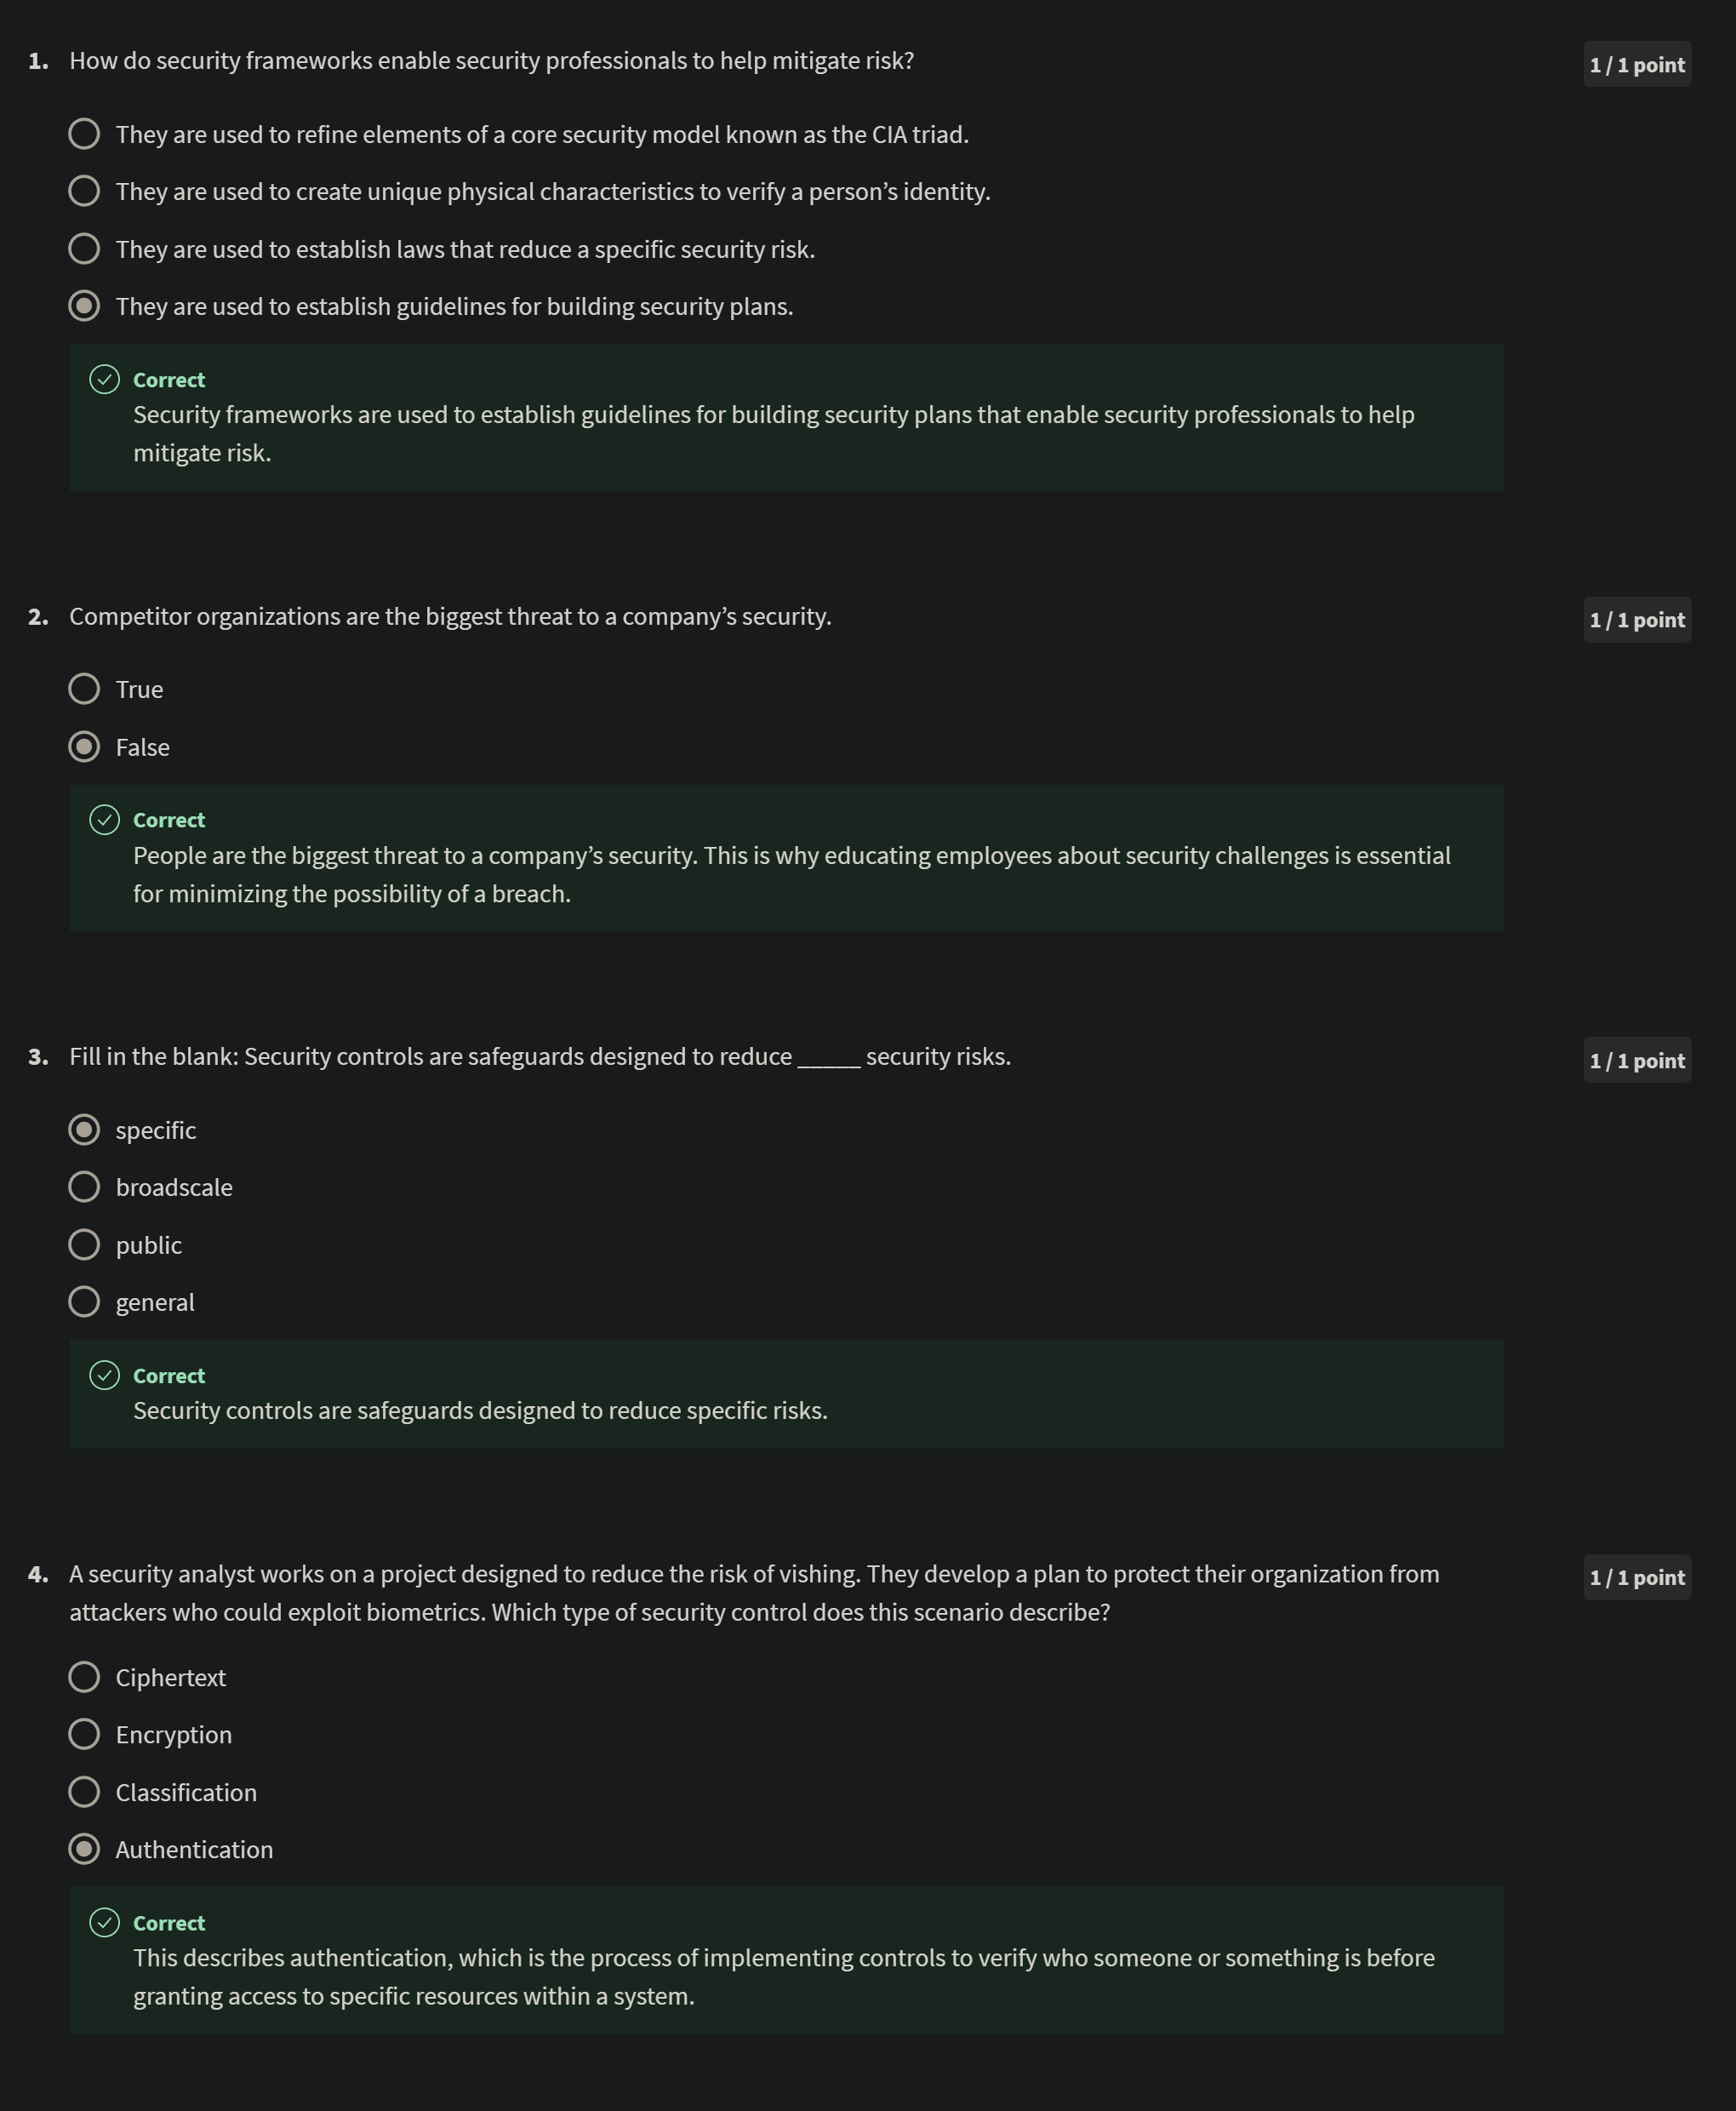 1. How do security frameworks enable security professionals to help mitigate risk?
1 / 1 point
They are used to refine elements of a core security model known as the CIA triad.
They are used to create unique physical characteristics to verify a person’s identity.
They are used to establish laws that reduce a specific security risk.
They are used to establish guidelines for building security plans.
Correct
Security frameworks are used to establish guidelines for building security plans that enable security professionals to help
mitigate risk.
2. Competitor organizations are the biggest threat to a company’s security.
1 / 1 point
True
False
Correct
People are the biggest threat to a company’s security. This is why educating employees about security challenges is essential
for minimizing the possibility of a breach.
3. Fill in the blank: Security controls are safeguards designed to reduce _____ security risks.
1 / 1 point
specific
broadscale
public
general
Correct
Security controls are safeguards designed to reduce specific risks.
4. A security analyst works on a project designed to reduce the risk of vishing. They develop a plan to protect their organization from
1 / 1 point
attackers who could exploit biometrics. Which type of security control does this scenario describe?
Ciphertext
Encryption
Classification
Authentication
Correct
This describes authentication, which is the process of implementing controls to verify who someone or something is before
granting access to specific resources within a system.